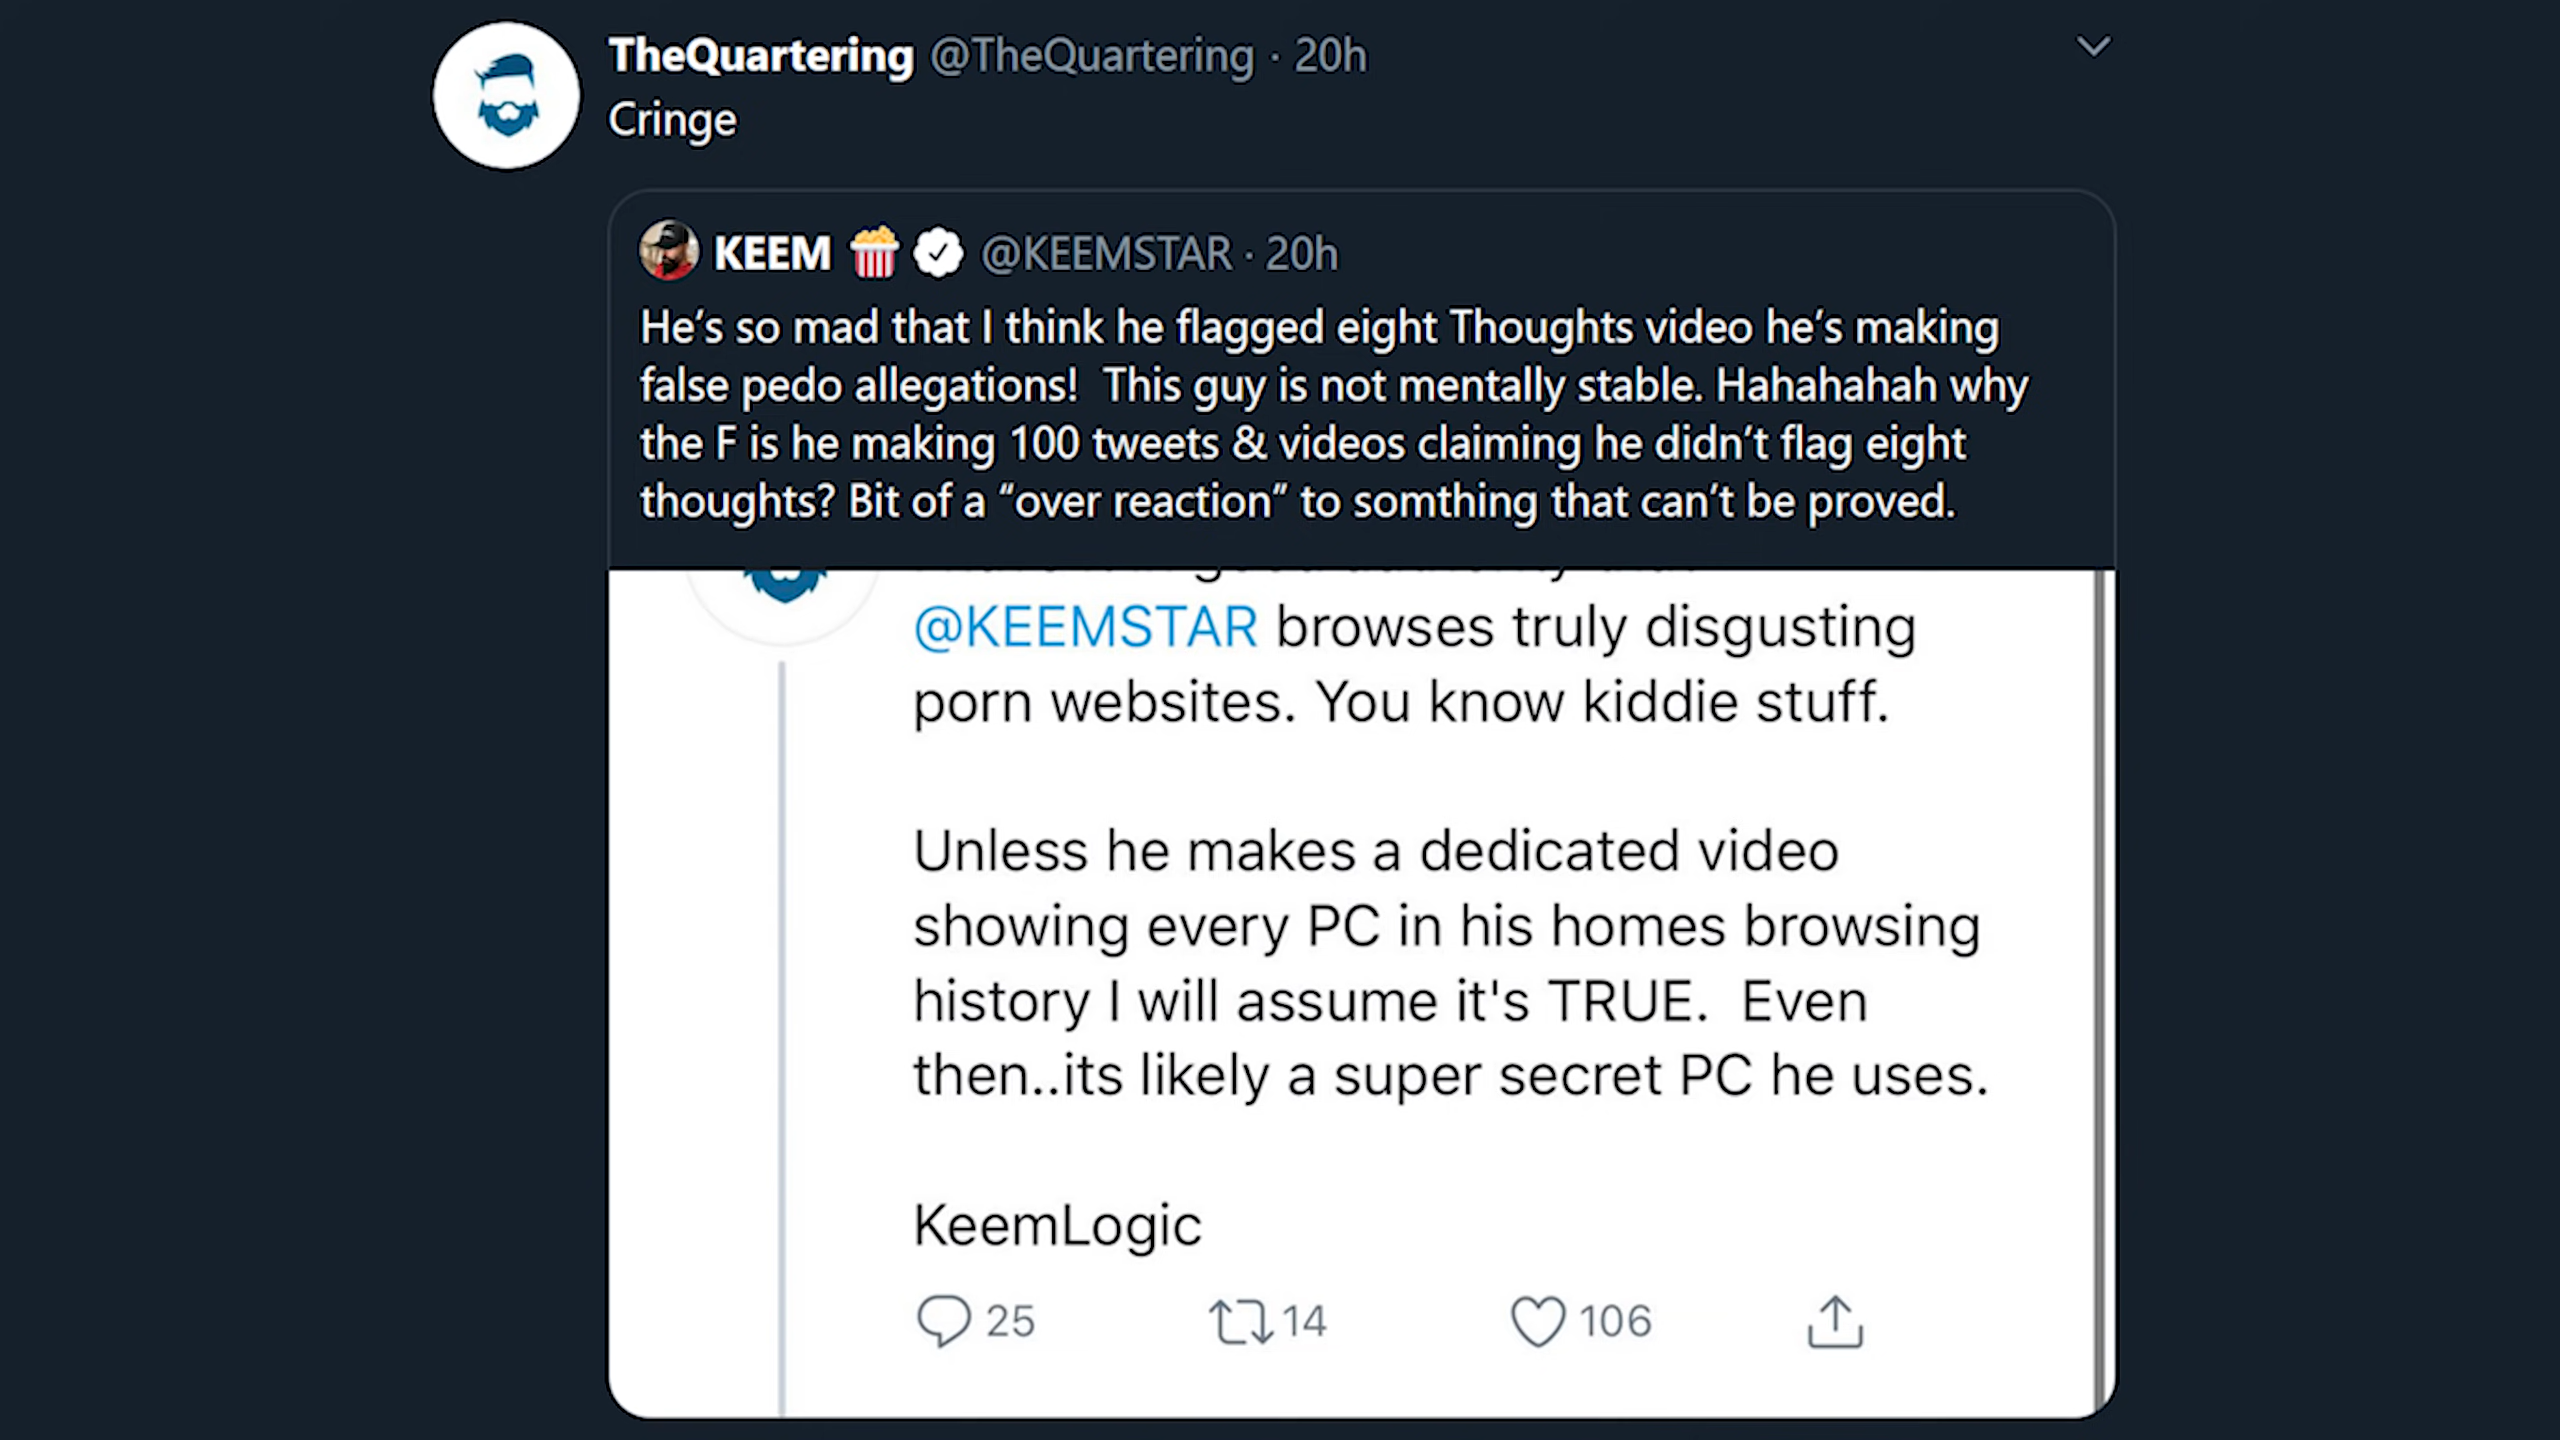 TheQuartering @TheQuartering · 20h
Cringe
KEEM @KEEMSTAR · 20h
He's so mad that I think he flagged eight Thoughts video he's making
false pedo allegations!  This guy is not mentally stable. Hahahahah why
the F is he making 100 tweets & videos claiming he didn't flag eight
thoughts? Bit of a “over reaction” to somthing that can't be proved.
@KEEMSTAR browses truly disgusting
porn websites. You know kiddie stuff.
Unless he makes a dedicated video
showing every PC in his homes browsing
history I will assume it's TRUE.  Even
then..its likely a super secret PC he uses.
KeemLogic
25 14 106